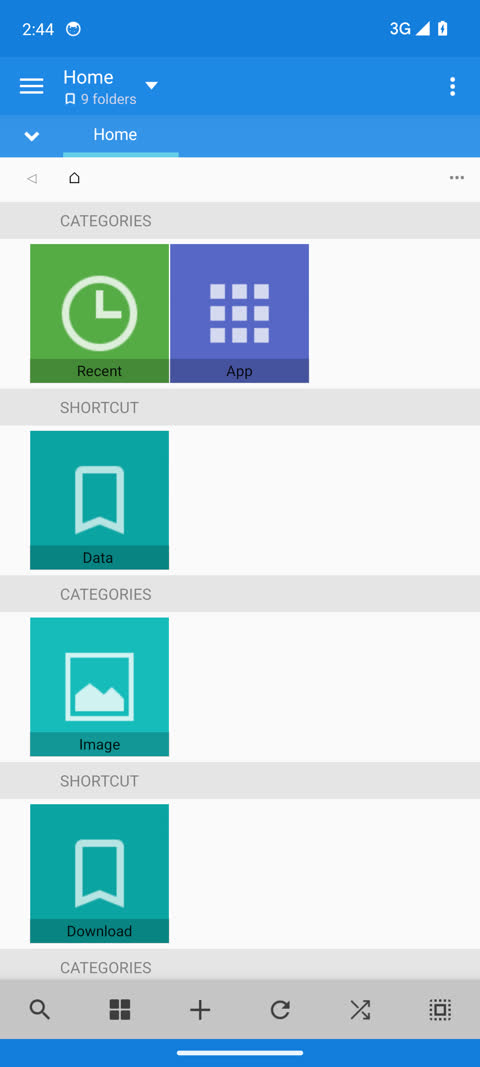 2:44
3G
Home
9 folders
Home
CATEGORIES
Recent
App
SHORTCUT
Data
CATEGORIES
Image
SHORTCUT
Download
CATEGORIES